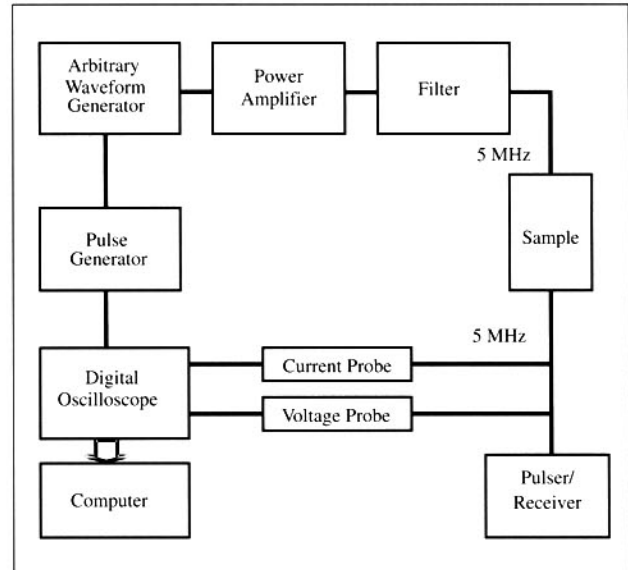 Arbitrary
Waveform
Generator
Power
Amplifier
Filter
5 MHz
Pulse
Generator
Sample
5 MHz
Digital
Oscilloscope
Current Probe
Voltage Probe
Computer
Pulser/
Receiver